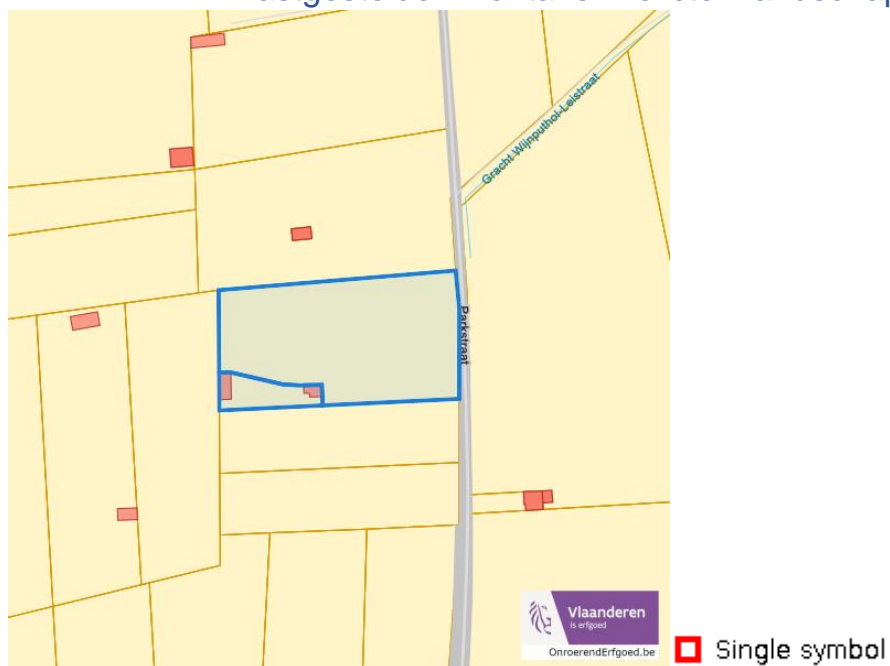 Gracht Wijnputhol-Leistraat
Parkstraat
Vlaanderen
is erfgoed
OnroerendErfgoed.be
Single symbol